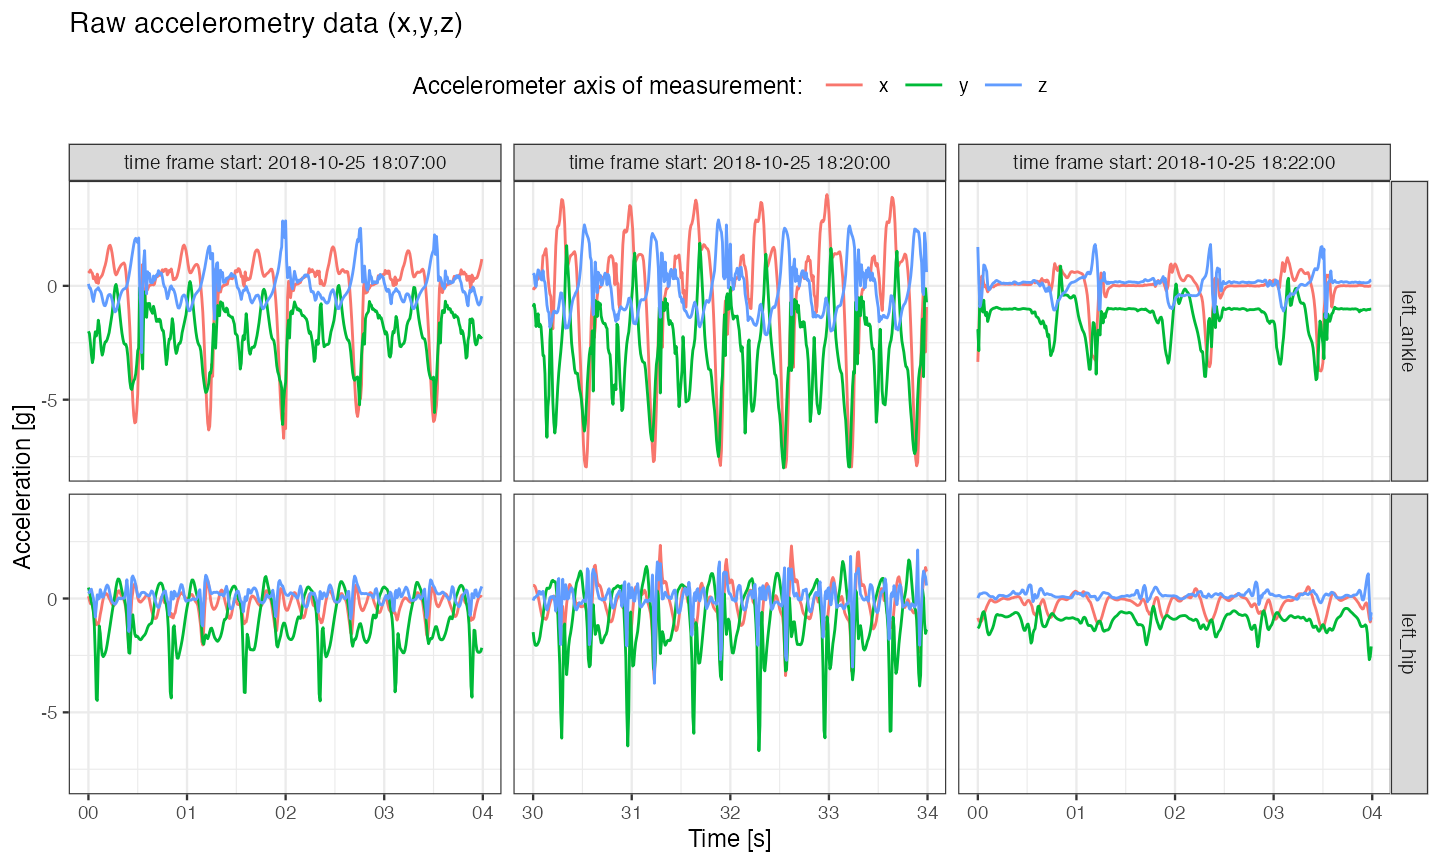 Raw accelerometry data (x,y,z)
Accelerometer axis of measurement: x y z
time frame start: 2018-10-25 18:07:00
time frame start: 2018-10-25 18:20:00
time frame start: 2018-10-25 18:22:00
Acceleration [g]
0
-5
left_ankle
0
-5
left_hip
00 01 02 03 04
30 31 32 33 34
00 01 02 03 04
Time [s]